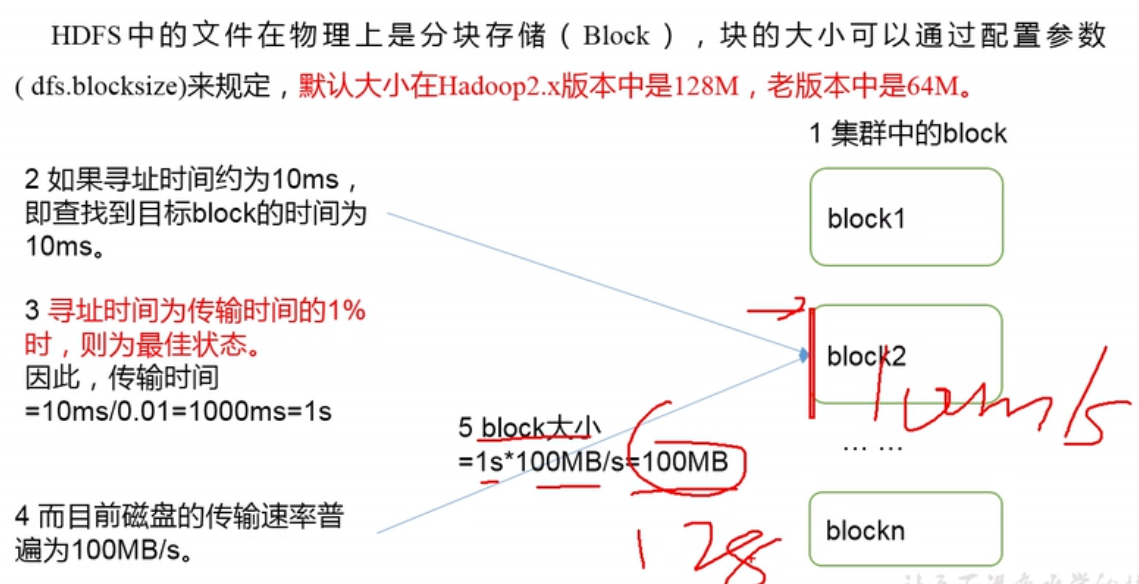 HDFS中的文件在物理上是分块存储（Block），块的大小可以通过配置参数
( dfs.blocksize)来规定，默认大小在Hadoop2.x版本中是128M，老版本中是64M。
1 集群中的block
2 如果寻址时间约为10ms，
即查找到目标block的时间为
10ms。
block1
3 寻址时间为传输时间的1%
时，则为最佳状态。
因此，传输时间
=10ms/0.01=1000ms=1s
block2
5 block大小
=1s*100MB/s=100MB
… …
4 而目前磁盘的传输速率普
遍为100MB/s。
128
blockn